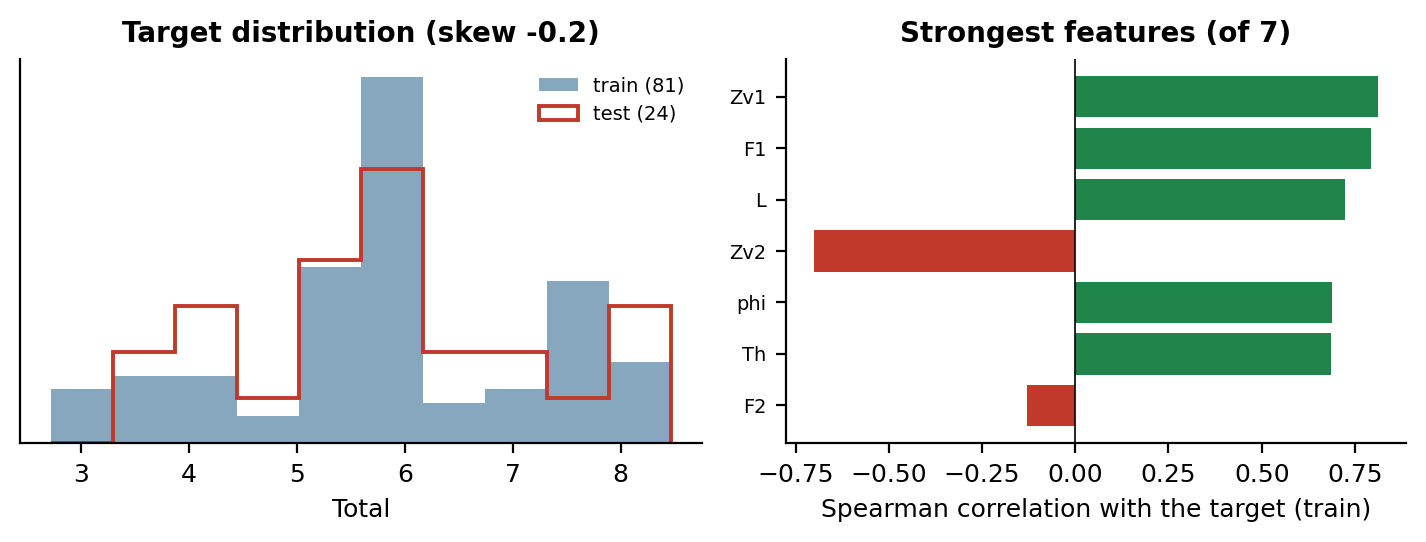 Target distribution (skew -0.2)
train (81)
test (24)
3 4 5 6 7 8
Total
Strongest features (of 7)
Zv1
F1
L
Zv2
phi
Th
F2
−0.75 −0.50 −0.25 0.00 0.25 0.50 0.75
Spearman correlation with the target (train)